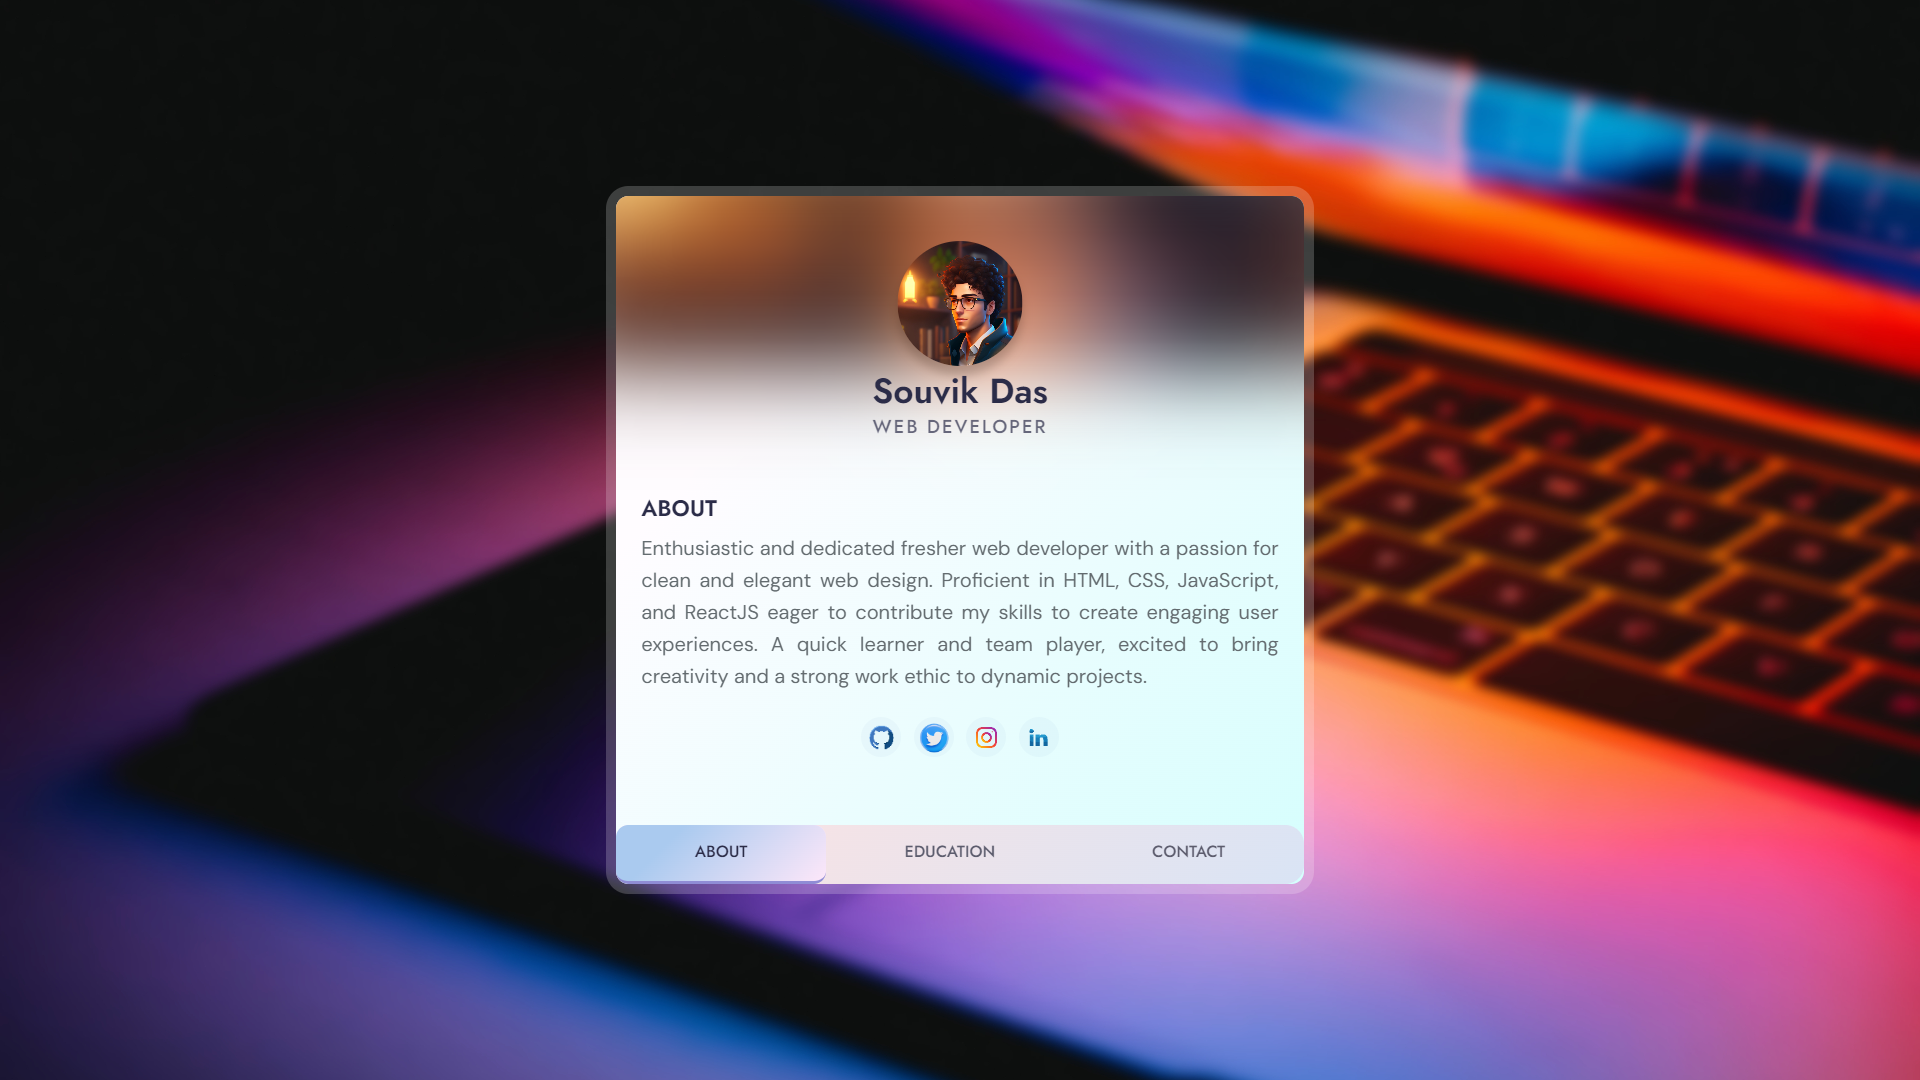 Souvik Das
WEB DEVELOPER
ABOUT
Enthusiastic and dedicated fresher web developer with a passion for
clean and elegant web design. Proficient in HTML, CSS, JavaScript,
and ReactJS eager to contribute my skills to create engaging user
experiences. A quick learner and team player, excited to bring
creativity and a strong work ethic to dynamic projects.
in
ABOUT EDUCATION CONTACT